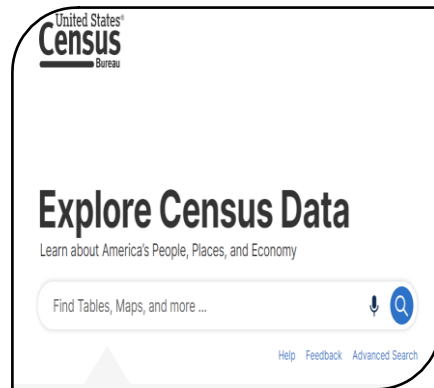 United States®
Census
Bureau
Explore Census Data
Learn about America's People, Places, and Economy
Find Tables, Maps, and more ...
Help Feedback Advanced Search